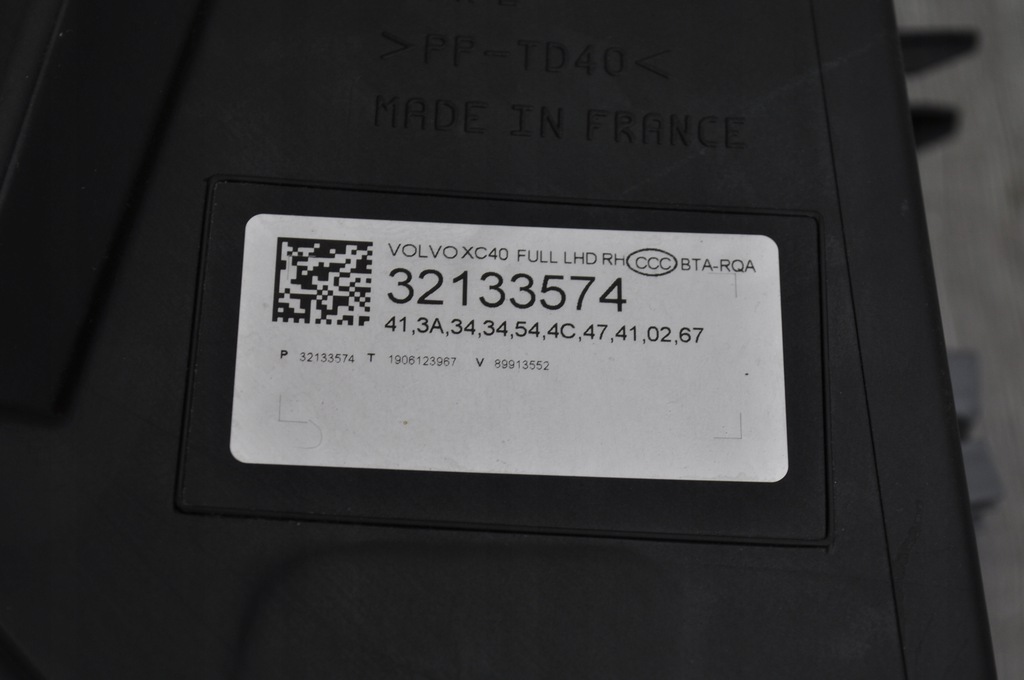 >PP-TD40<
MADE IN FRANCE
VOLVO XC40 FULL LHD RH CCC BTA-RQA
32133574
41,3A,34,34,54,4C,47,41,02,67
P 32133574 T 1906123967 V 89913552